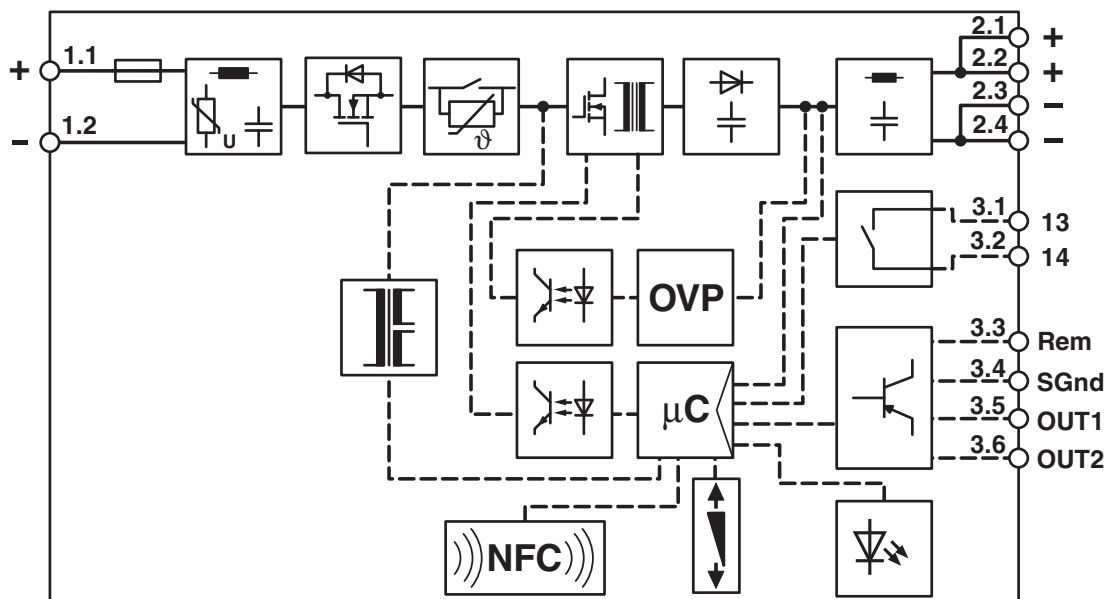 2.1
+
+ 1.1
2.2
+
2.3
−
− 1.2
U
ϑ
2.4
−
3.1
13
3.2
14
OVP
3.3
Rem
3.4
SGnd
μC
3.5
OUT1
3.6
OUT2
NFC